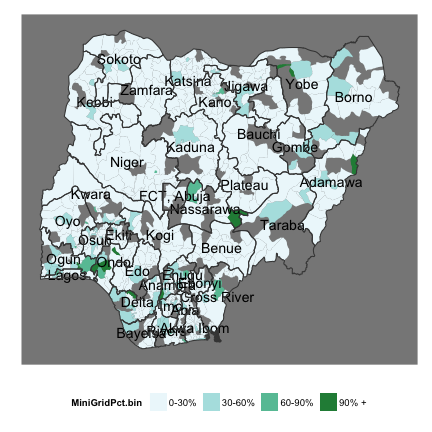 Sokoto
Katsina
Jigawa
Yobe
Kebbi
Zamfara
Kano
Borno
Bauchi
Kaduna
Gombe
Niger
Plateau
Adamawa
Kwara
FCT, Abuja
Nassarawa
Oyo
Taraba
Osun
Ekiti
Kogi
Benue
Ogun
Ondo
Lagos
Edo
Enugu
Anambra
Ebonyi
Cross River
Delta
Imo
Abia
Bayelsa
Rivers
Akwa Ibom
MiniGridPct.bin 0-30% 30-60% 60-90% 90% +